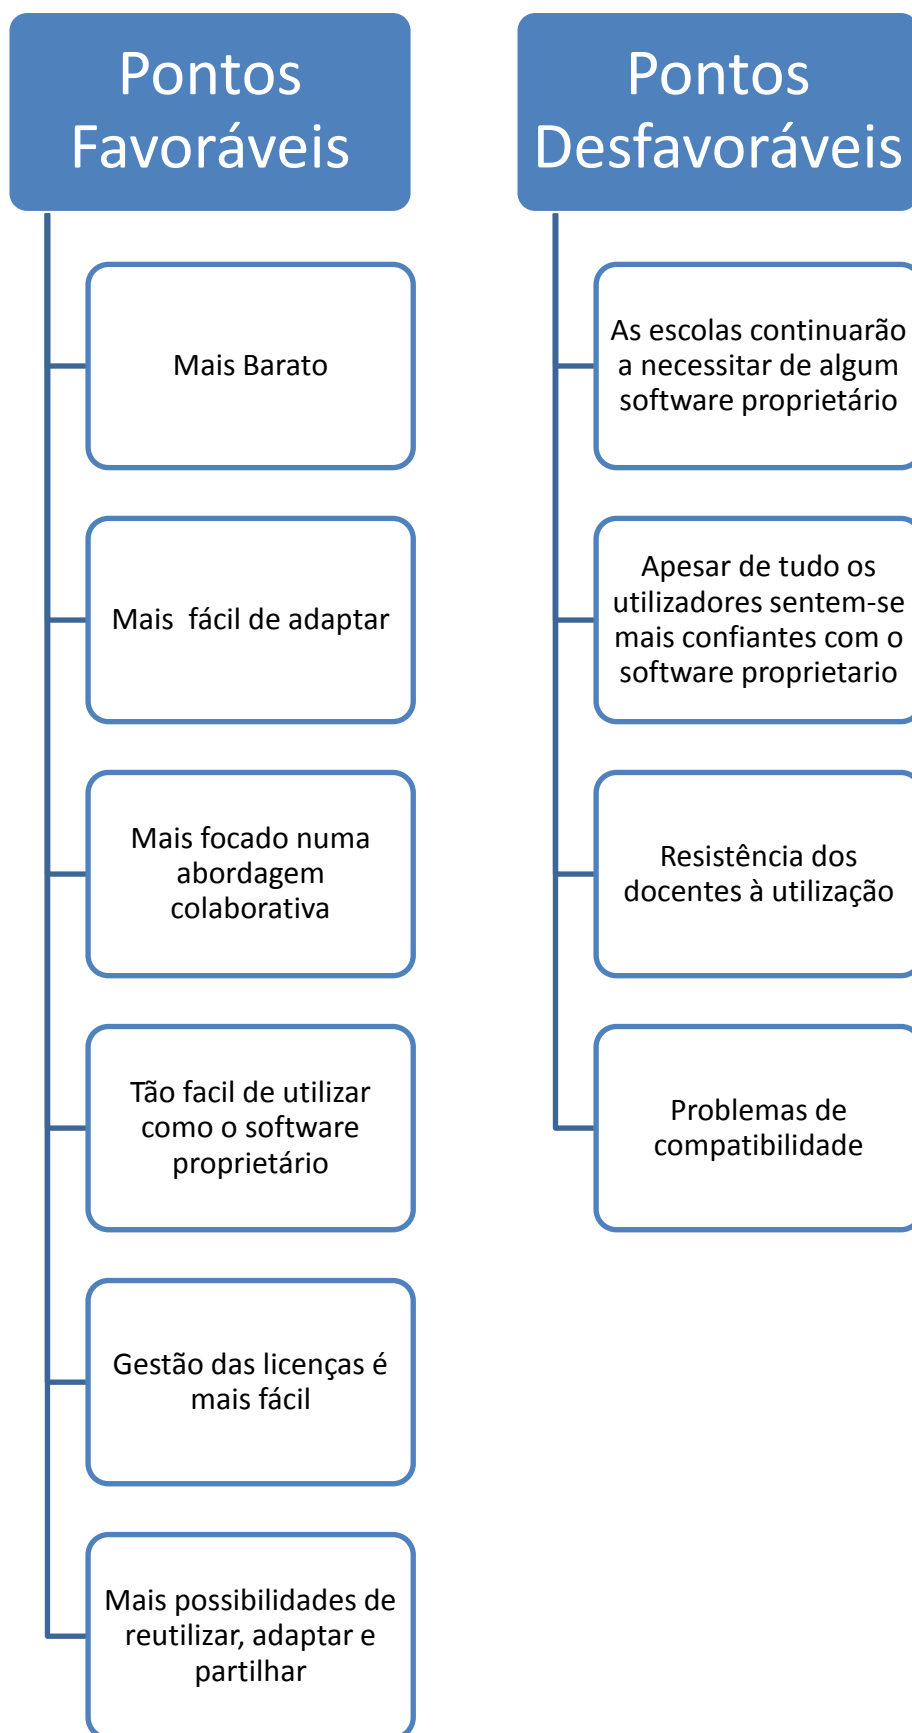 Pontos
Favoráveis
Mais Barato
Mais  fácil de adaptar
Mais focado numa
abordagem
colaborativa
Tão facil de utilizar
como o software
proprietário
Gestão das licenças é
mais fácil
Mais possibilidades de
reutilizar, adaptar e
partilhar
Pontos
Desfavoráveis
As escolas continuarão
a necessitar de algum
software proprietário
Apesar de tudo os
utilizadores sentem-se
mais confiantes com o
software proprietario
Resistência dos
docentes à utilização
Problemas de
compatibilidade